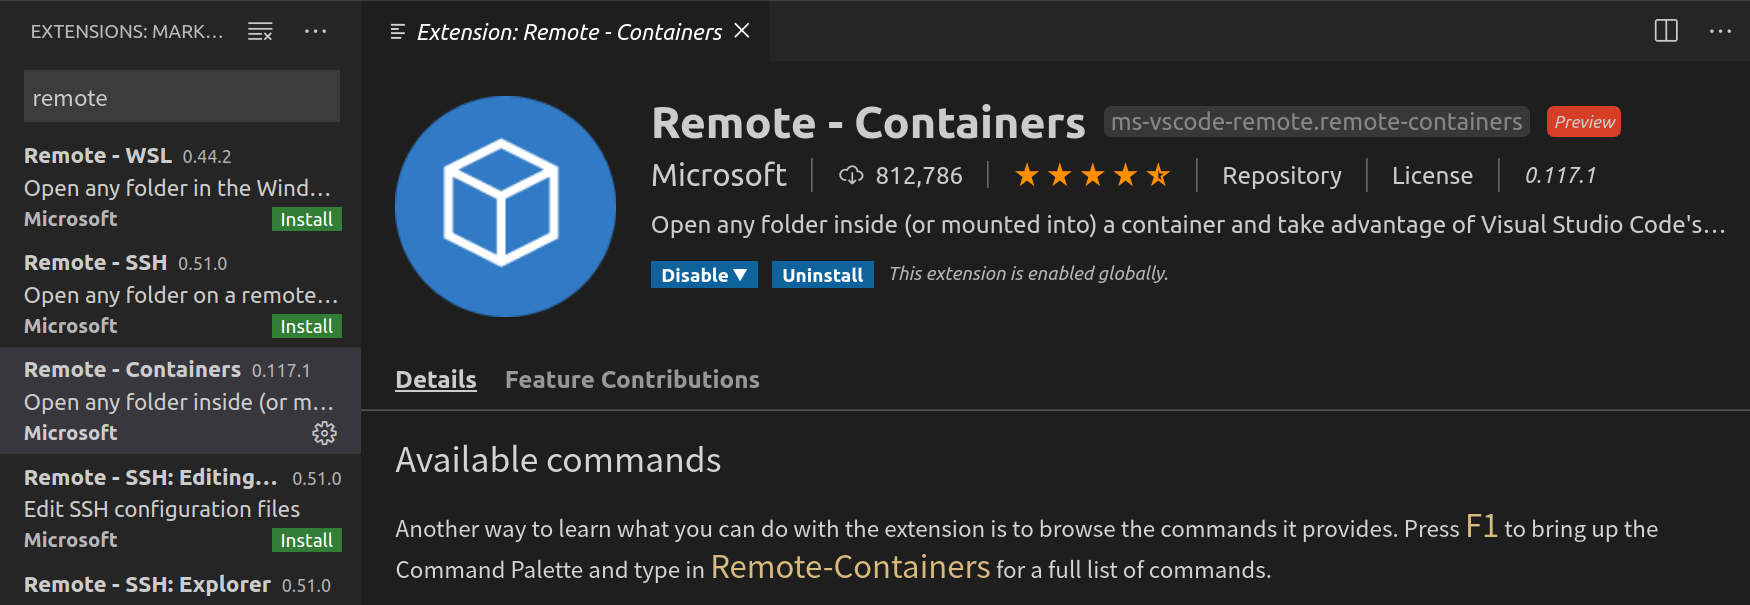 EXTENSIONS: MARK...
remote
Remote - WSL 0.44.2
Open any folder in the Wind...
Microsoft Install
Remote - SSH 0.51.0
Open any folder on a remote...
Microsoft Install
Remote - Containers 0.117.1
Open any folder inside (or m...
Microsoft
Remote - SSH: Editing... 0.51.0
Edit SSH configuration files
Microsoft Install
Remote - SSH: Explorer 0.51.0
Extension: Remote - Containers
Remote - Containers ms-vscode-remote.remote-containers Preview
Microsoft 812,786 Repository License 0.117.1
Open any folder inside (or mounted into) a container and take advantage of Visual Studio Code's...
Disable Uninstall This extension is enabled globally.
Details Feature Contributions
Available commands
Another way to learn what you can do with the extension is to browse the commands it provides. Press F1 to bring up the
Command Palette and type in Remote-Containers for a full list of commands.